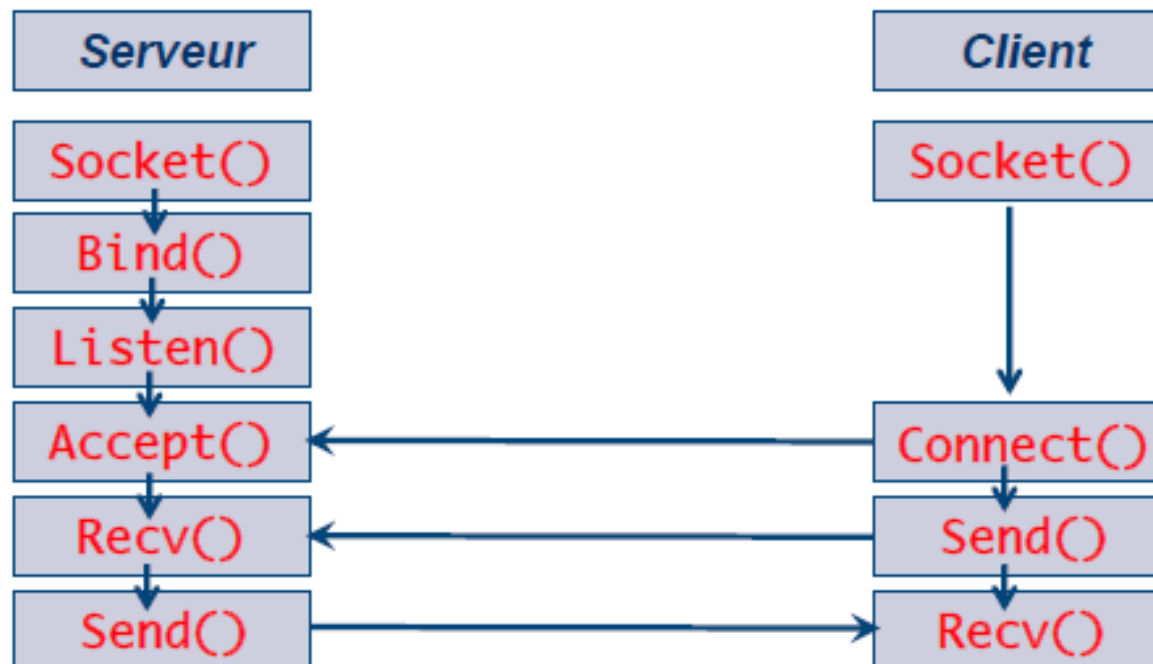 Serveur
Client
Socket()
Socket()
Bind()
Listen()
Accept()
Connect()
Recv()
Send()
Send()
Recv()